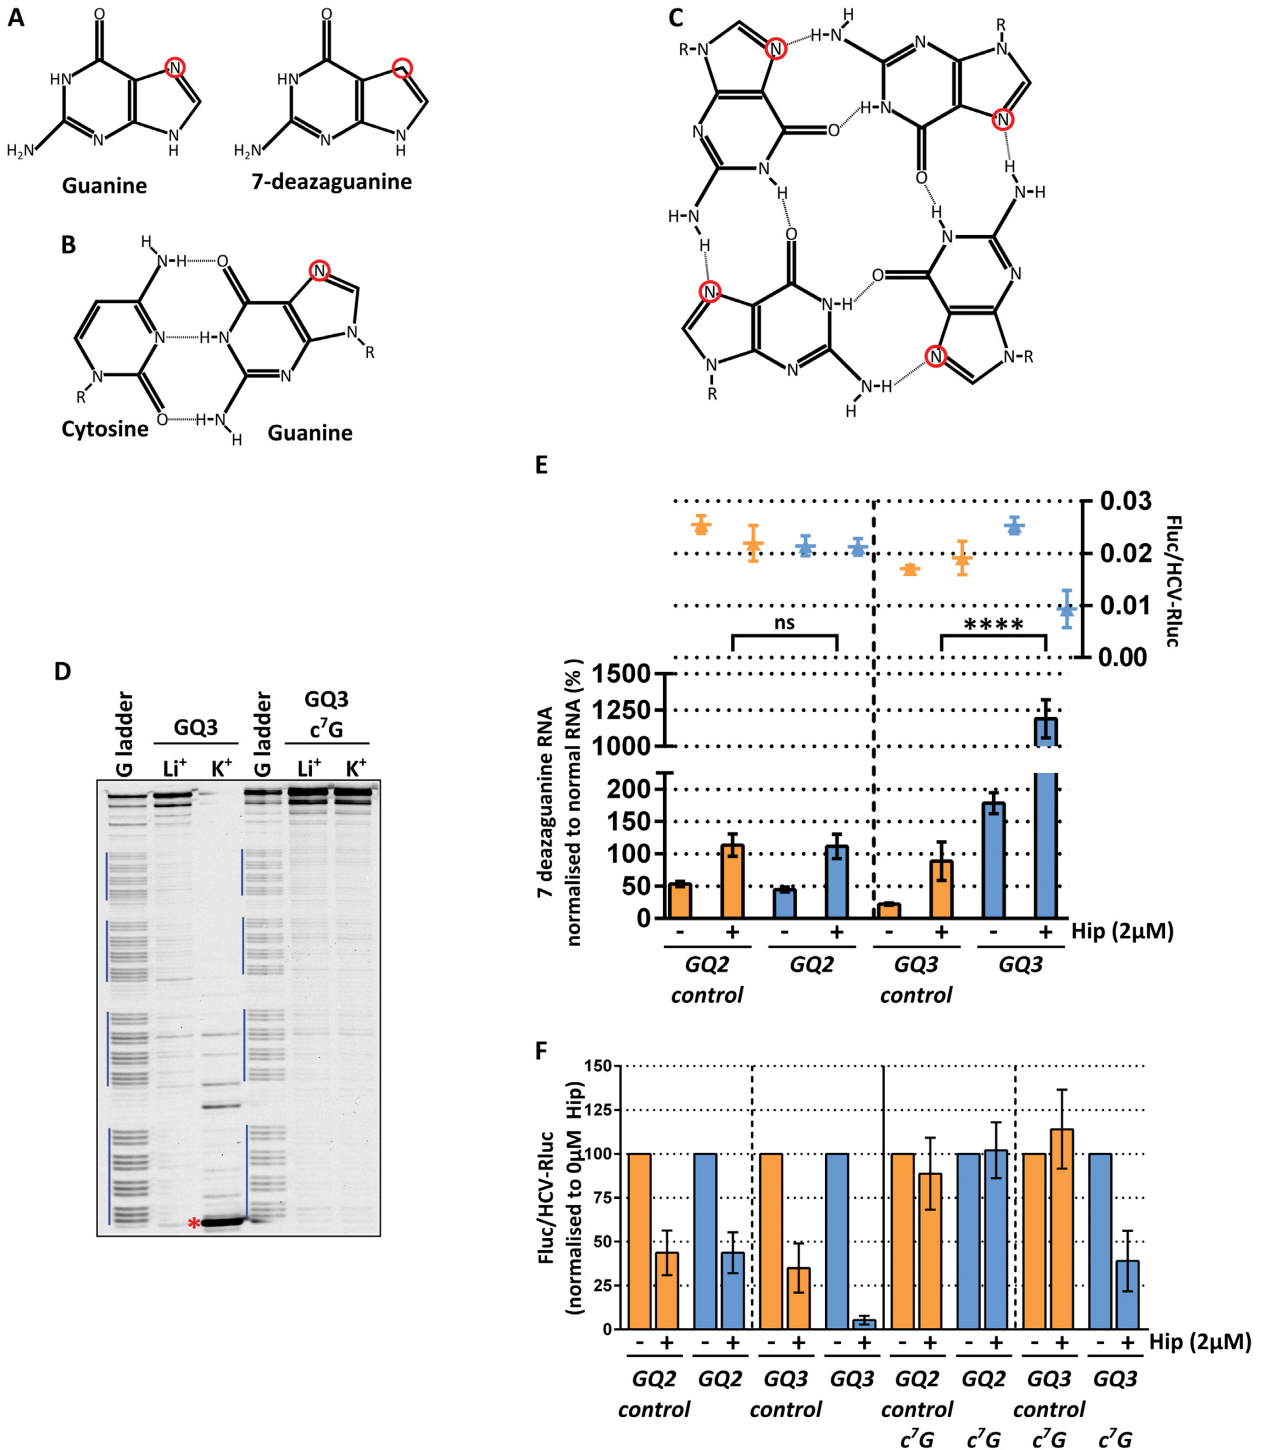 A
O
HN
N
H₂N
N
N
H
Guanine
O
HN
H₂N
N
N
H
7-deazaguanine
B
H
N-H
O
N
N
H-N
N
R
N
N
R
O
H-N
H
Cytosine
Guanine
C
R-N
N
H-N
H
N
N
R
N
O
H-N
N
N
H
O
H
N-H
H-N
H
H
N
O
N
N
O
N-H
O
N
N
N
N-R
R
N-H
H
D
G ladder
GQ3
Li⁺
K⁺
G ladder
GQ3
c⁷G
Li⁺
K⁺
*
E
0.03
0.02
0.01
0.00
Fluc/HCV-Rluc
ns
****
7 deazaguanine RNA
normalised to normal RNA (%)
1500
1250
1000
200
150
100
50
0
- + - + - + - + Hip (2µM)
GQ2 GQ2 GQ3 GQ3
control control
F
Fluc/HCV-Rluc
(normalised to 0µM Hip)
150
125
100
75
50
25
0
- + - + - + - + - + - + - + - + Hip (2µM)
GQ2 GQ2 GQ3 GQ3 GQ2 GQ2 GQ3 GQ3
control control control control
c⁷G c⁷G c⁷G c⁷G